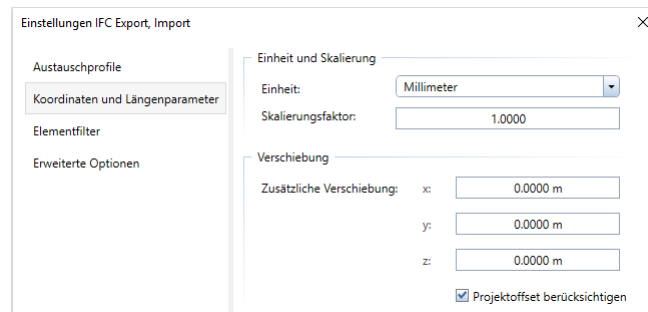 Einstellungen IFC Export, Import
Austauschprofile
Koordinaten und Längenparameter
Elementfilter
Erweiterte Optionen
Einheit und Skalierung
Einheit: Millimeter
Skalierungsfaktor: 1.0000
Verschiebung
Zusätzliche Verschiebung: x: 0.0000 m
y: 0.0000 m
z: 0.0000 m
Projektoffset berücksichtigen